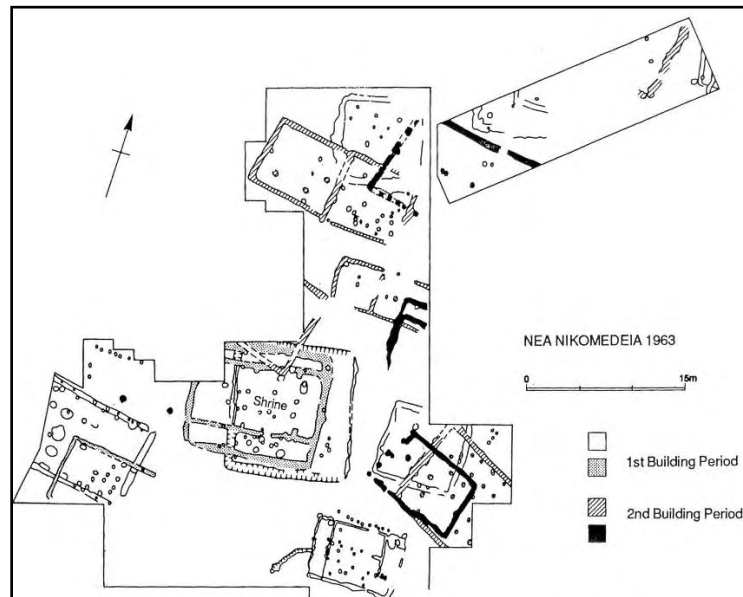 NEA NIKOMEDEIA 1963
0 15m
Shrine
1st Building Period
2nd Building Period